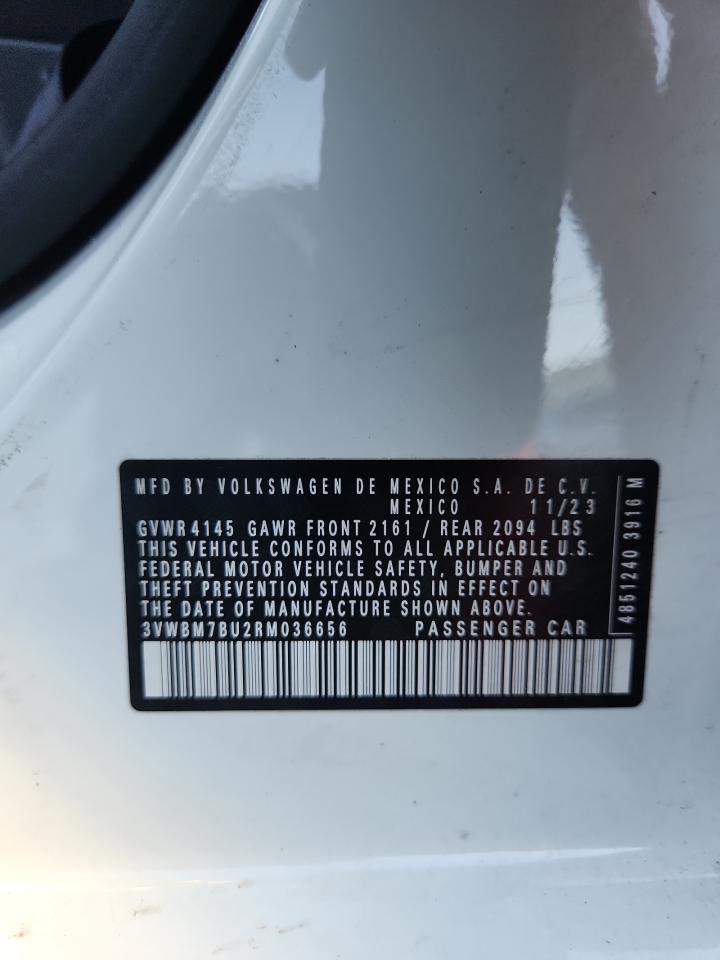 MFD BY VOLKSWAGEN DE MEXICO S.A. DE C.V.
MEXICO 11/23
GVWR 4145 GAWR FRONT 2161 / REAR 2094 LBS
THIS VEHICLE CONFORMS TO ALL APPLICABLE U.S.
FEDERAL MOTOR VEHICLE SAFETY, BUMPER AND
THEFT PREVENTION STANDARDS IN EFFECT ON
THE DATE OF MANUFACTURE SHOWN ABOVE.
3VWBM7BU2RM036656 PASSENGER CAR
4851240 3916 M